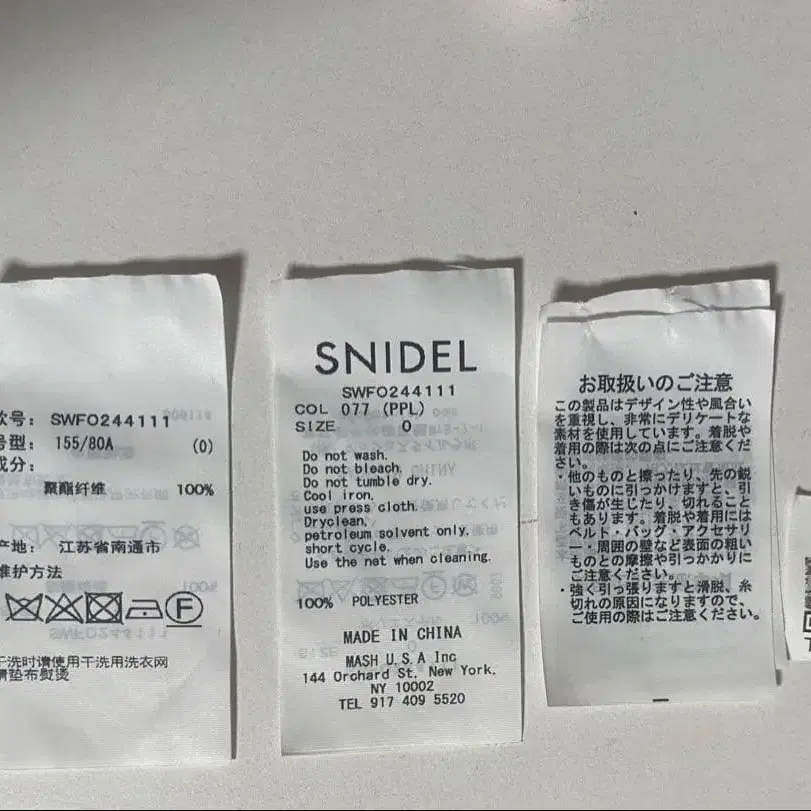 款号: SWFO244111
号型: 155/80A (0)
成分:
聚酯纤维 100%
产地: 江苏省南通市
维护方法
F
干洗时请使用干洗用洗衣网
请垫布熨烫
SNIDEL
SWFO244111
COL 077 (PPL)
SIZE 0
Do not wash.
Do not bleach.
Do not tumble dry.
Cool iron.
use press cloth.
Dryclean,
petroleum solvent only,
short cycle.
Use the net when cleaning.
100% POLYESTER
MADE IN CHINA
MASH U.S.A Inc
144 Orchard St, New York.
NY 10002
TEL 917 409 5520
お取扱いのご注意
この製品はデザイン性や風合い
を重視し、非常にデリケートな
素材を使用しています。着脱や
着用の際は次の点にご注意くだ
さい。
・他のものと擦ったり、先の鋭
いものに引っかけますと、引
き傷が生じたり、切れること
もあります。着脱や着用には
ベルト・バッグ・アクセサリ
ー・周囲の壁など表面の粗い
ものとの摩擦や引っかかりに
ご注意ください。
・強く引っ張りますと滑脱、糸
切れの原因になりますので、
ご使用の際はご注意ください。